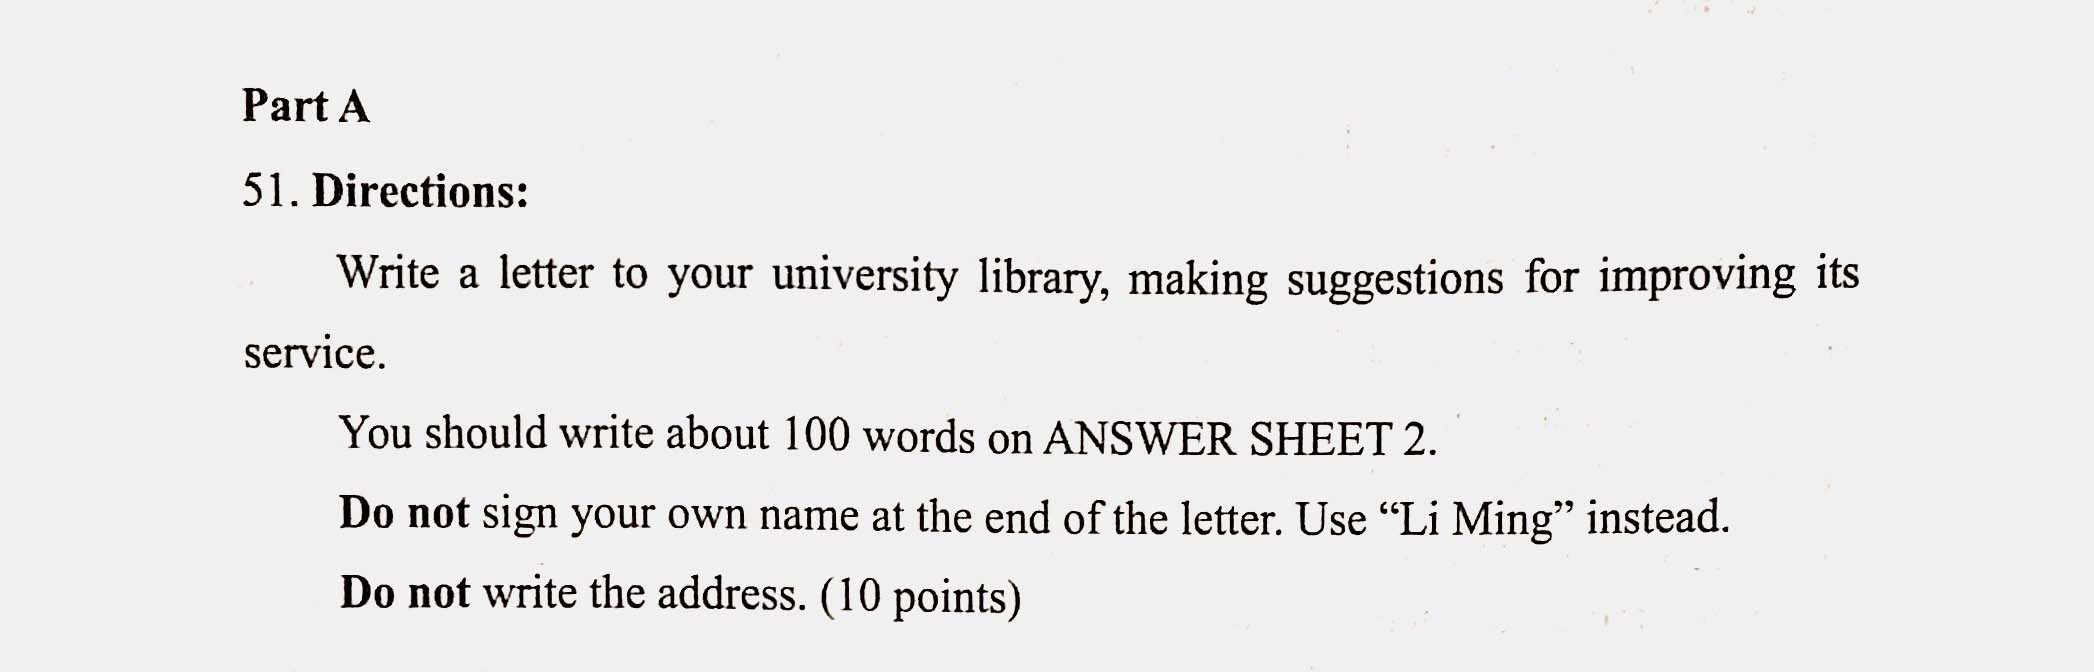 Part A
51. Directions:
Write a letter to your university library, making suggestions for improving its
service.
You should write about 100 words on ANSWER SHEET 2.
Do not sign your own name at the end of the letter. Use “Li Ming” instead.
Do not write the address. (10 points)